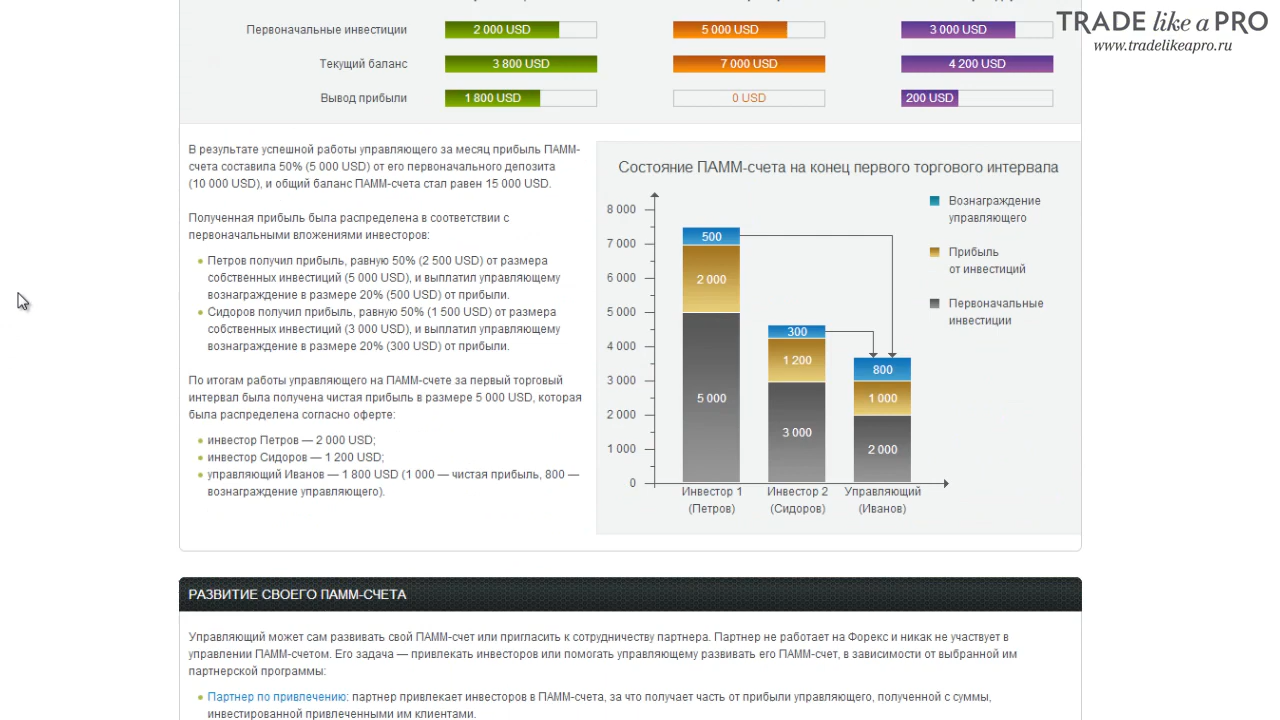 TRADE like a PRO
www.tradelikeapro.ru
Первоначальные инвестиции
2 000 USD
5 000 USD
3 000 USD
Текущий баланс
3 800 USD
7 000 USD
4 200 USD
Вывод прибыли
1 800 USD
0 USD
200 USD
В результате успешной работы управляющего за месяц прибыль ПАММ-
счета составила 50% (5 000 USD) от его первоначального депозита
(10 000 USD), и общий баланс ПАММ-счета стал равен 15 000 USD.
Полученная прибыль была распределена в соответствии с
первоначальными вложениями инвесторов:
Петров получил прибыль, равную 50% (2 500 USD) от размера
собственных инвестиций (5 000 USD), и выплатил управляющему
вознаграждение в размере 20% (500 USD) от прибыли.
Сидоров получил прибыль, равную 50% (1 500 USD) от размера
собственных инвестиций (3 000 USD), и выплатил управляющему
вознаграждение в размере 20% (300 USD) от прибыли.
По итогам работы управляющего на ПАММ-счете за первый торговый
интервал была получена чистая прибыль в размере 5 000 USD, которая
была распределена согласно оферте:
инвестор Петров — 2 000 USD;
инвестор Сидоров — 1 200 USD;
управляющий Иванов — 1 800 USD (1 000 — чистая прибыль, 800 —
вознаграждение управляющего).
Состояние ПАММ-счета на конец первого торгового интервала
8 000
7 000
6 000
5 000
4 000
3 000
2 000
1 000
0
500
2 000
5 000
300
1 200
3 000
800
1 000
2 000
Инвестор 1
(Петров)
Инвестор 2
(Сидоров)
Управляющий
(Иванов)
Вознаграждение
управляющего
Прибыль
от инвестиций
Первоначальные
инвестиции
РАЗВИТИЕ СВОЕГО ПАММ-СЧЕТА
Управляющий может сам развивать свой ПАММ-счет или пригласить к сотрудничеству партнера. Партнер не работает на Форекс и никак не участвует в
управлении ПАММ-счетом. Его задача — привлекать инвесторов или помогать управляющему развивать его ПАММ-счет, в зависимости от выбранной им
партнерской программы:
Партнер по привлечению: партнер привлекает инвесторов в ПАММ-счета, за что получает часть от прибыли управляющего, полученной с суммы,
инвестированной привлеченными им клиентами.